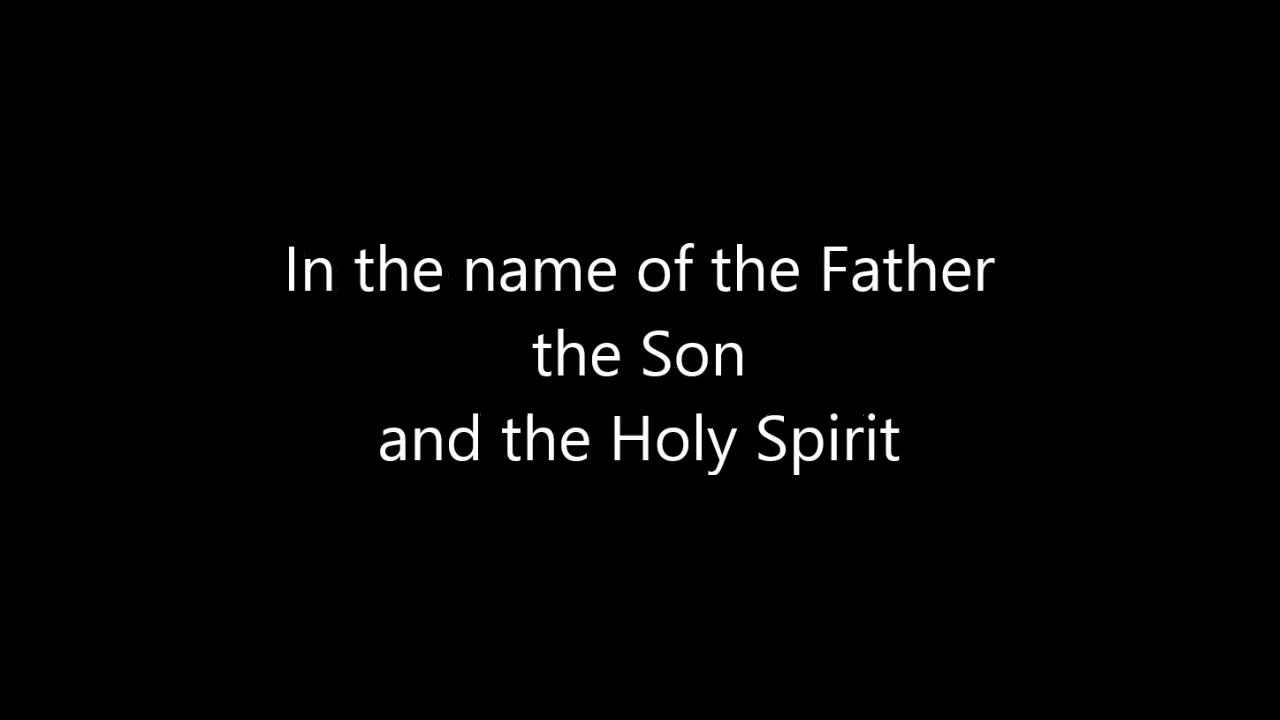 In the name of the Father
the Son
and the Holy Spirit